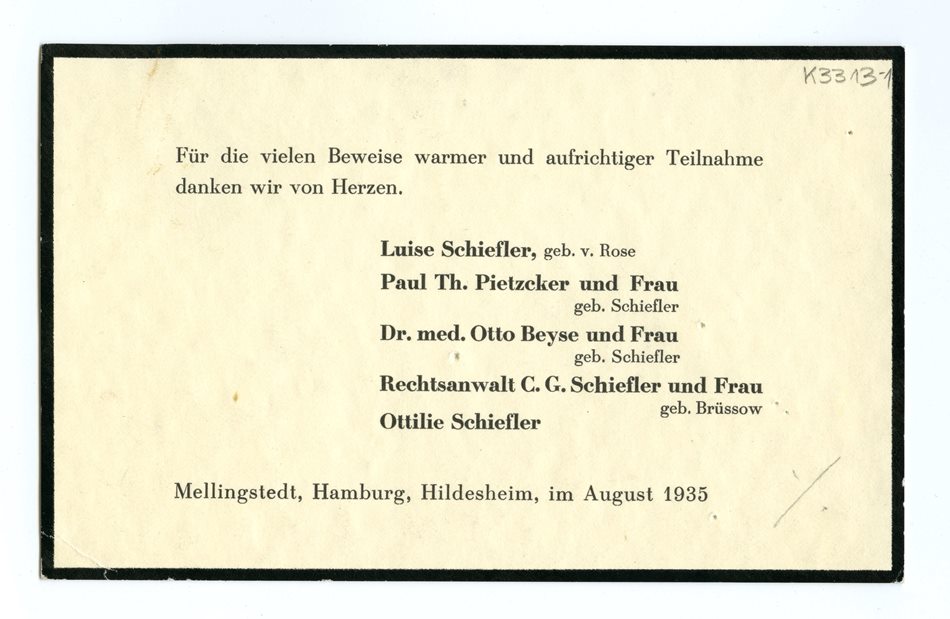 K3313-1
Für die vielen Beweise warmer und aufrichtiger Teilnahme
danken wir von Herzen.
Luise Schiefler, geb. v. Rose
Paul Th. Pietzcker und Frau
geb. Schiefler
Dr. med. Otto Beyse und Frau
geb. Schiefler
Rechtsanwalt C. G. Schiefler und Frau
geb. Brüssow
Ottilie Schiefler
Mellingstedt, Hamburg, Hildesheim, im August 1935